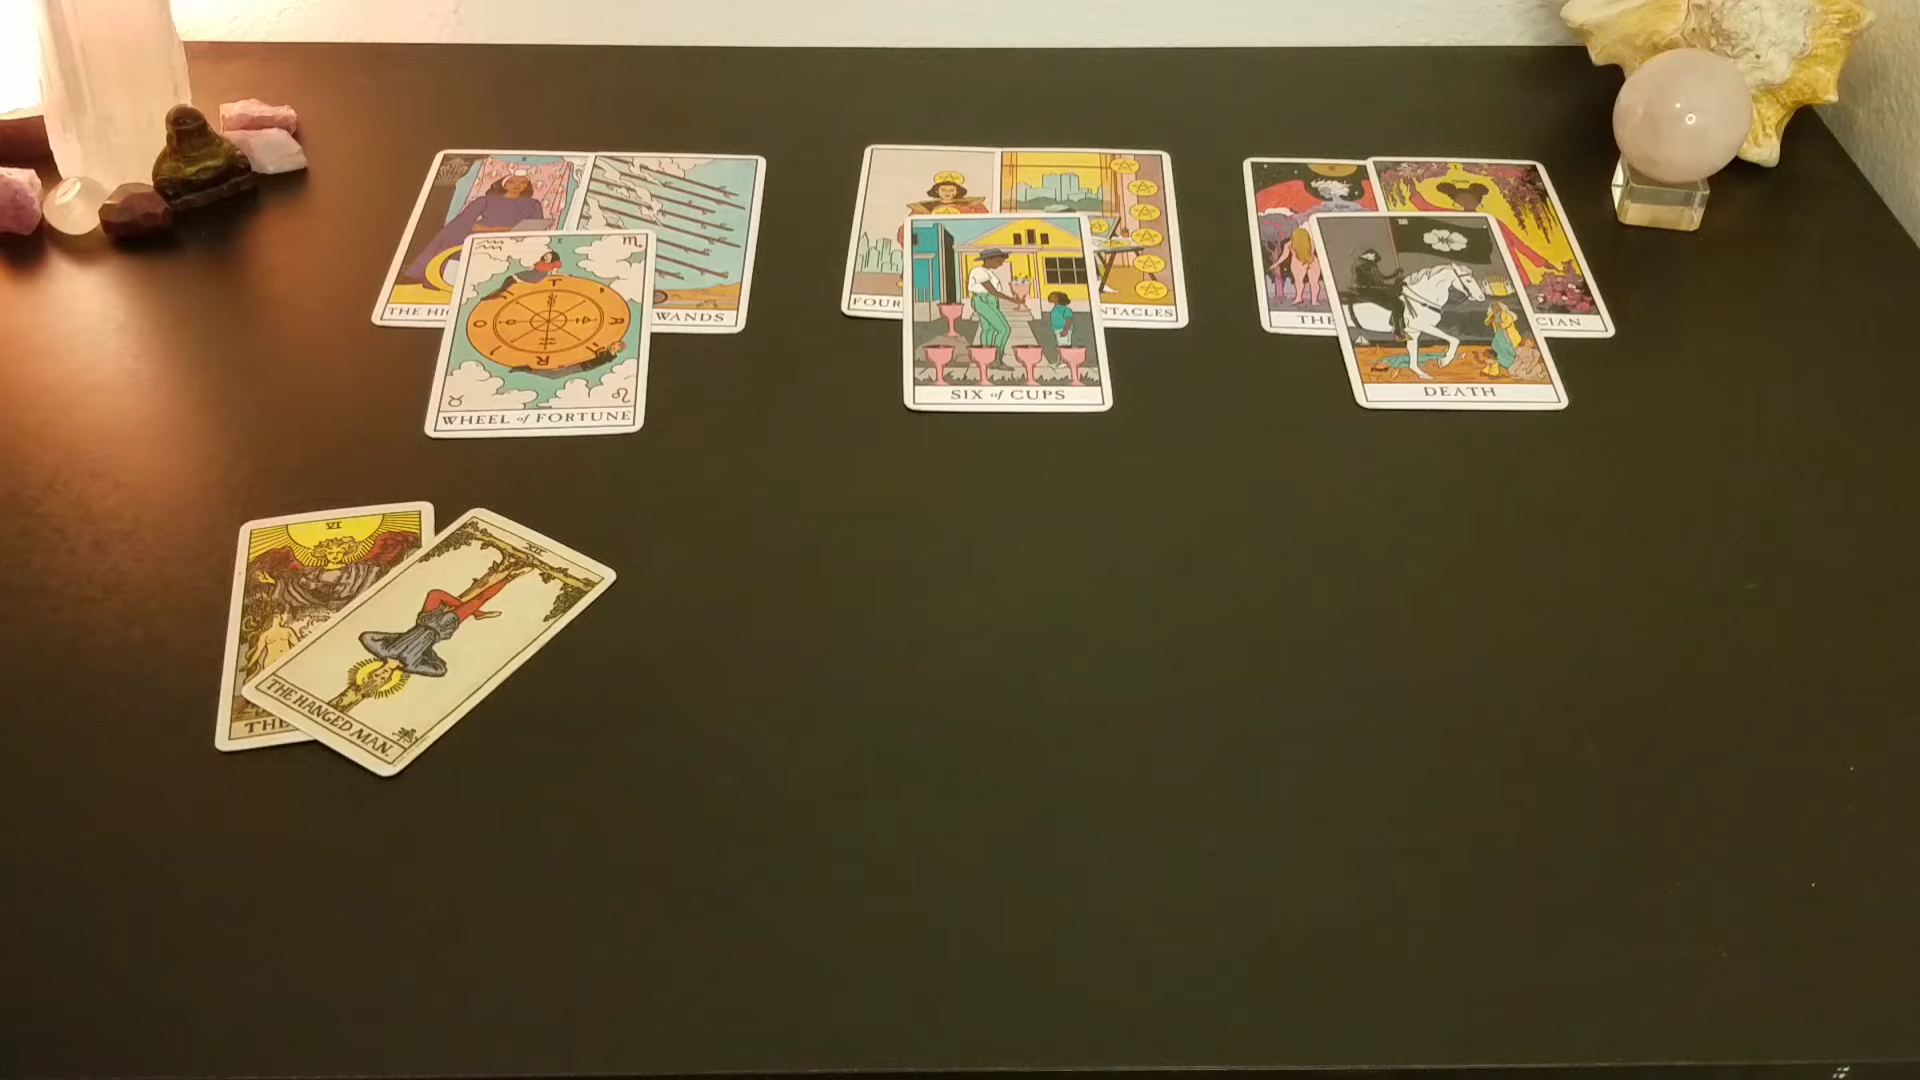 THE HI
WANDS
WHEEL of FORTUNE
FOUR
NTACLES
SIX of CUPS
THE
CIAN
DEATH
VI
THE
XII
THE HANGED MAN.